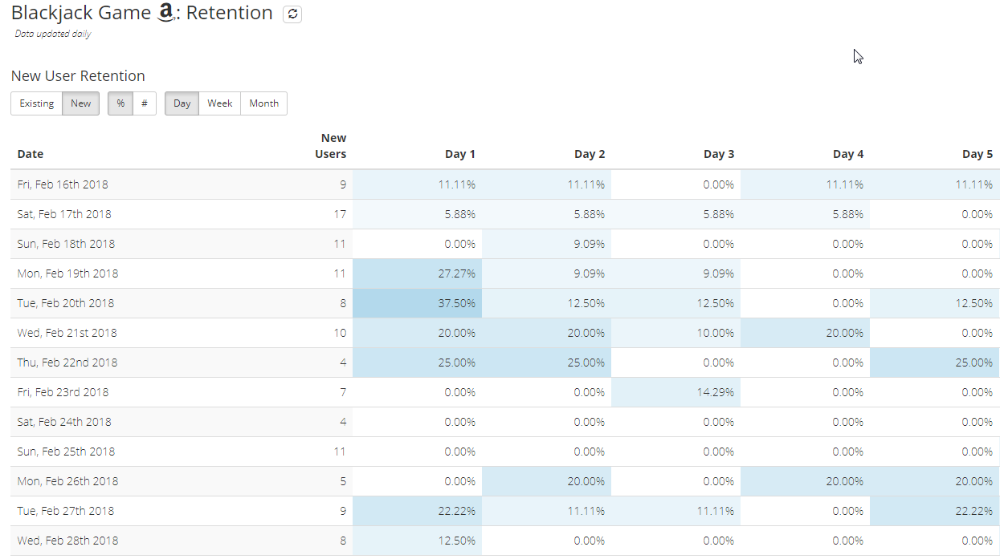 Blackjack Game a: Retention
Data updated daily
New User Retention
Existing New % # Day Week Month
New
Date Users Day 1 Day 2 Day 3 Day 4 Day 5
Fri, Feb 16th 2018 9 11.11% 11.11% 0.00% 11.11% 11.11%
Sat, Feb 17th 2018 17 5.88% 5.88% 5.88% 5.88% 0.00%
Sun, Feb 18th 2018 11 0.00% 9.09% 0.00% 0.00% 0.00%
Mon, Feb 19th 2018 11 27.27% 9.09% 9.09% 0.00% 0.00%
Tue, Feb 20th 2018 8 37.50% 12.50% 12.50% 0.00% 12.50%
Wed, Feb 21st 2018 10 20.00% 20.00% 10.00% 20.00% 0.00%
Thu, Feb 22nd 2018 4 25.00% 25.00% 0.00% 0.00% 25.00%
Fri, Feb 23rd 2018 7 0.00% 0.00% 14.29% 0.00% 0.00%
Sat, Feb 24th 2018 4 0.00% 0.00% 0.00% 0.00% 0.00%
Sun, Feb 25th 2018 11 0.00% 0.00% 0.00% 0.00% 0.00%
Mon, Feb 26th 2018 5 0.00% 20.00% 0.00% 20.00% 20.00%
Tue, Feb 27th 2018 9 22.22% 11.11% 11.11% 0.00% 22.22%
Wed, Feb 28th 2018 8 12.50% 0.00% 0.00% 0.00% 0.00%